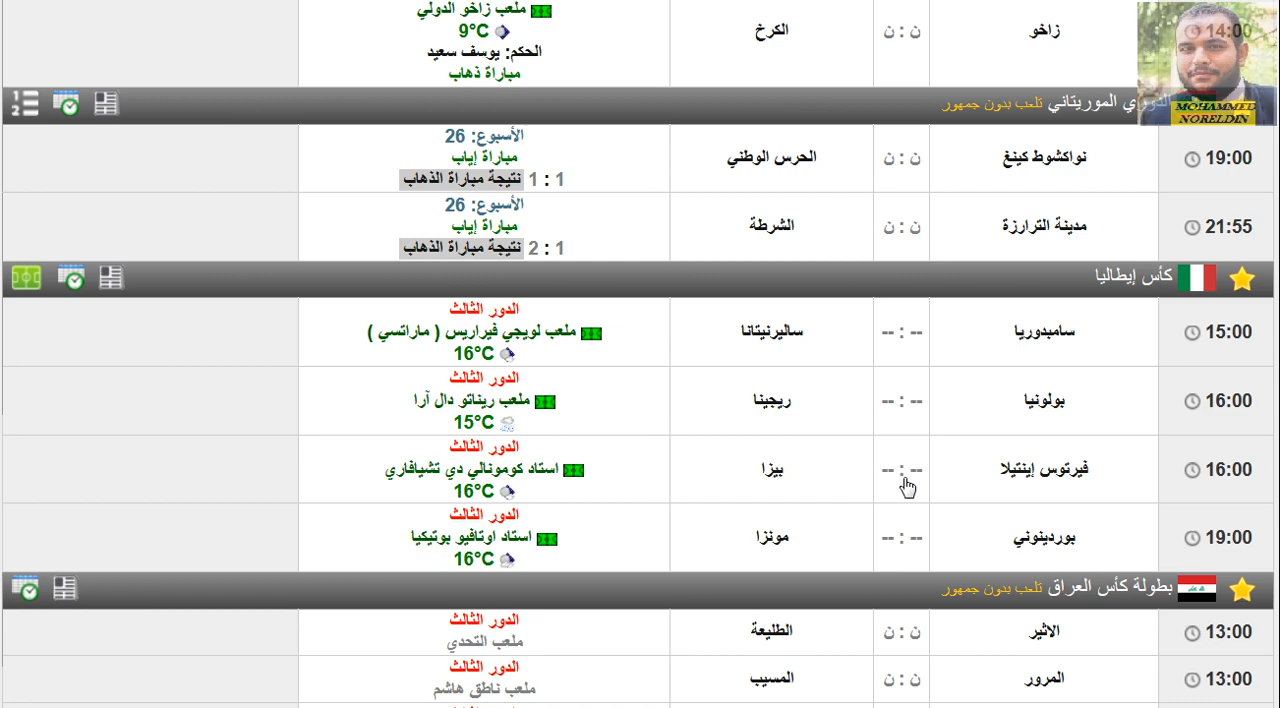 14:00
زاخو
ن : ن
الكرخ
ملعب زاخو الدولي
9°C
الحكم: يوسف سعيد
مباراة ذهاب
MOHAMMED
NORELDIN
الدوري الموريتاني تلعب بدون جمهور
19:00
نواكشوط كينغ
ن : ن
الحرس الوطني
الأسبوع: 26
مباراة إياب
1 : 1 نتيجة مباراة الذهاب
21:55
مدينة الترارزة
ن : ن
الشرطة
الأسبوع: 26
مباراة إياب
1 : 2 نتيجة مباراة الذهاب
كأس إيطاليا
15:00
سامبدوريا
-- : --
ساليرنيتانا
الدور الثالث
ملعب لويجي فيراريس ( ماراتسي )
16°C
16:00
بولونيا
-- : --
ريجينا
الدور الثالث
ملعب ريناتو دال آرا
15°C
16:00
فيرتوس إينتيلا
-- : --
بيزا
الدور الثالث
استاد كومونالي دي تشيافاري
16°C
19:00
بوردينوني
-- : --
مونزا
الدور الثالث
استاد اوتافيو بوتيكيا
16°C
بطولة كأس العراق تلعب بدون جمهور
13:00
الاثير
ن : ن
الطليعة
الدور الثالث
ملعب التحدي
13:00
المرور
ن : ن
المسيب
الدور الثالث
ملعب ناطق هاشم